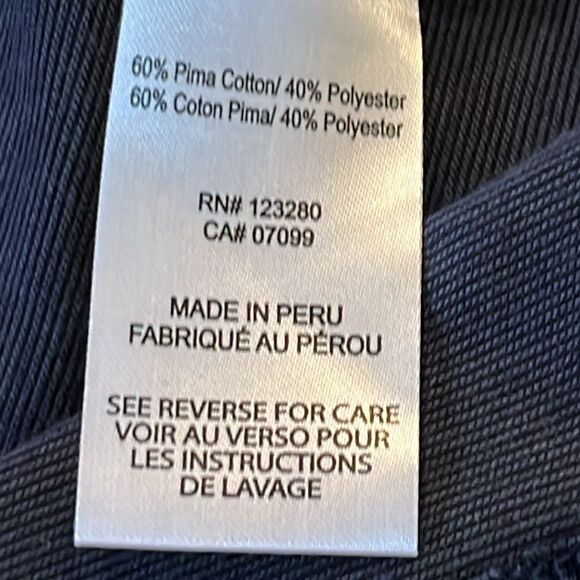 60% Pima Cotton/ 40% Polyester
60% Coton Pima/ 40% Polyester
RN# 123280
CA# 07099
MADE IN PERU
FABRIQUÉ AU PÉROU
SEE REVERSE FOR CARE
VOIR AU VERSO POUR
LES INSTRUCTIONS
DE LAVAGE